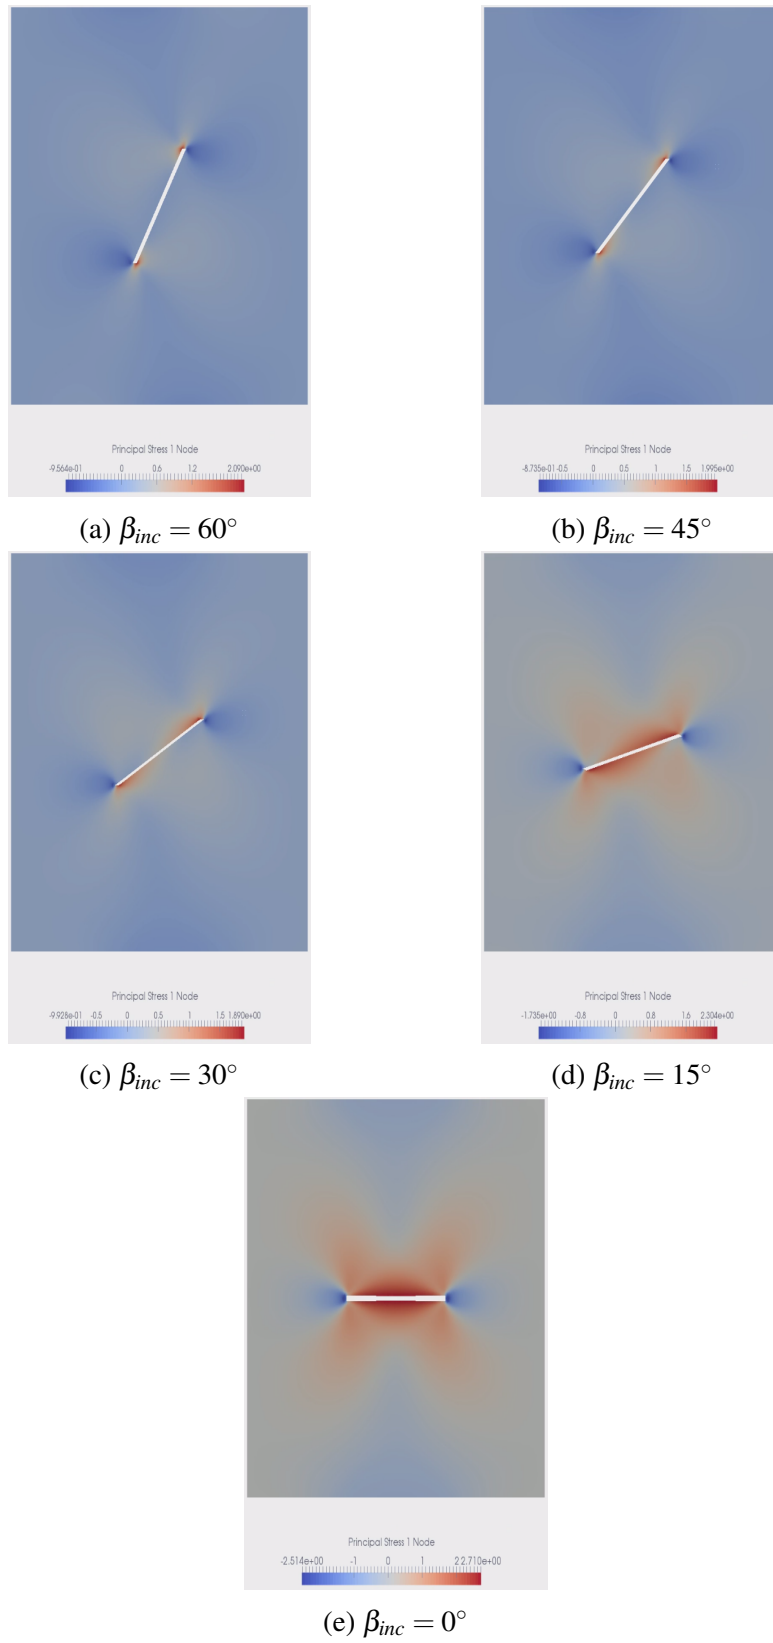 Principal Stress 1 Node
-9.564e-01 0 0.6 1.2 2.090e+00
(a) βinc = 60°
Principal Stress 1 Node
-8.735e-01 -0.5 0 0.5 1 1.5 1.995e+00
(b) βinc = 45°
Principal Stress 1 Node
-9.926e-01 -0.5 0 0.5 1 1.5 1.890e+00
(c) βinc = 30°
Principal Stress 1 Node
-1.735e+00 -0.8 0 0.8 1.6 2.304e+00
(d) βinc = 15°
Principal Stress 1 Node
-2.514e+00 -1 0 1 2 2.710e+00
(e) βinc = 0°